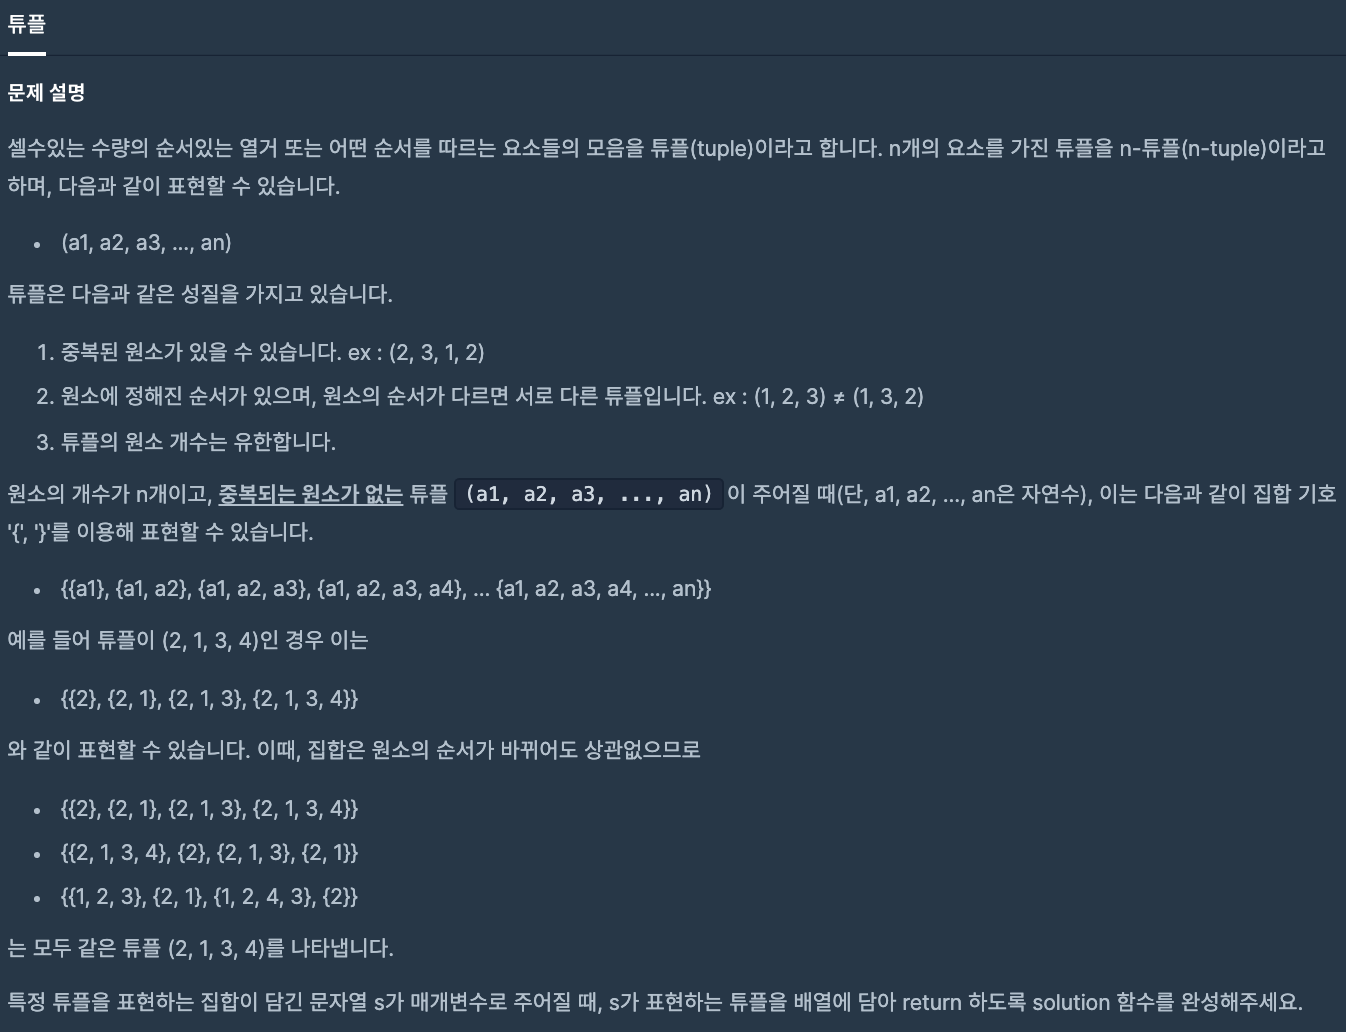 튜플
문제 설명
셀수있는 수량의 순서있는 열거 또는 어떤 순서를 따르는 요소들의 모음을 튜플(tuple)이라고 합니다. n개의 요소를 가진 튜플을 n-튜플(n-tuple)이라고
하며, 다음과 같이 표현할 수 있습니다.
• (a1, a2, a3, ..., an)
튜플은 다음과 같은 성질을 가지고 있습니다.
1. 중복된 원소가 있을 수 있습니다. ex : (2, 3, 1, 2)
2. 원소에 정해진 순서가 있으며, 원소의 순서가 다르면 서로 다른 튜플입니다. ex : (1, 2, 3) ≠ (1, 3, 2)
3. 튜플의 원소 개수는 유한합니다.
원소의 개수가 n개이고, 중복되는 원소가 없는 튜플 (a1, a2, a3, ..., an) 이 주어질 때(단, a1, a2, ..., an은 자연수), 이는 다음과 같이 집합 기호
'{', '}'를 이용해 표현할 수 있습니다.
• {{a1}, {a1, a2}, {a1, a2, a3}, {a1, a2, a3, a4}, ... {a1, a2, a3, a4, ..., an}}
예를 들어 튜플이 (2, 1, 3, 4)인 경우 이는
• {{2}, {2, 1}, {2, 1, 3}, {2, 1, 3, 4}}
와 같이 표현할 수 있습니다. 이때, 집합은 원소의 순서가 바뀌어도 상관없으므로
• {{2}, {2, 1}, {2, 1, 3}, {2, 1, 3, 4}}
• {{2, 1, 3, 4}, {2}, {2, 1, 3}, {2, 1}}
• {{1, 2, 3}, {2, 1}, {1, 2, 4, 3}, {2}}
는 모두 같은 튜플 (2, 1, 3, 4)를 나타냅니다.
특정 튜플을 표현하는 집합이 담긴 문자열 s가 매개변수로 주어질 때, s가 표현하는 튜플을 배열에 담아 return 하도록 solution 함수를 완성해주세요.